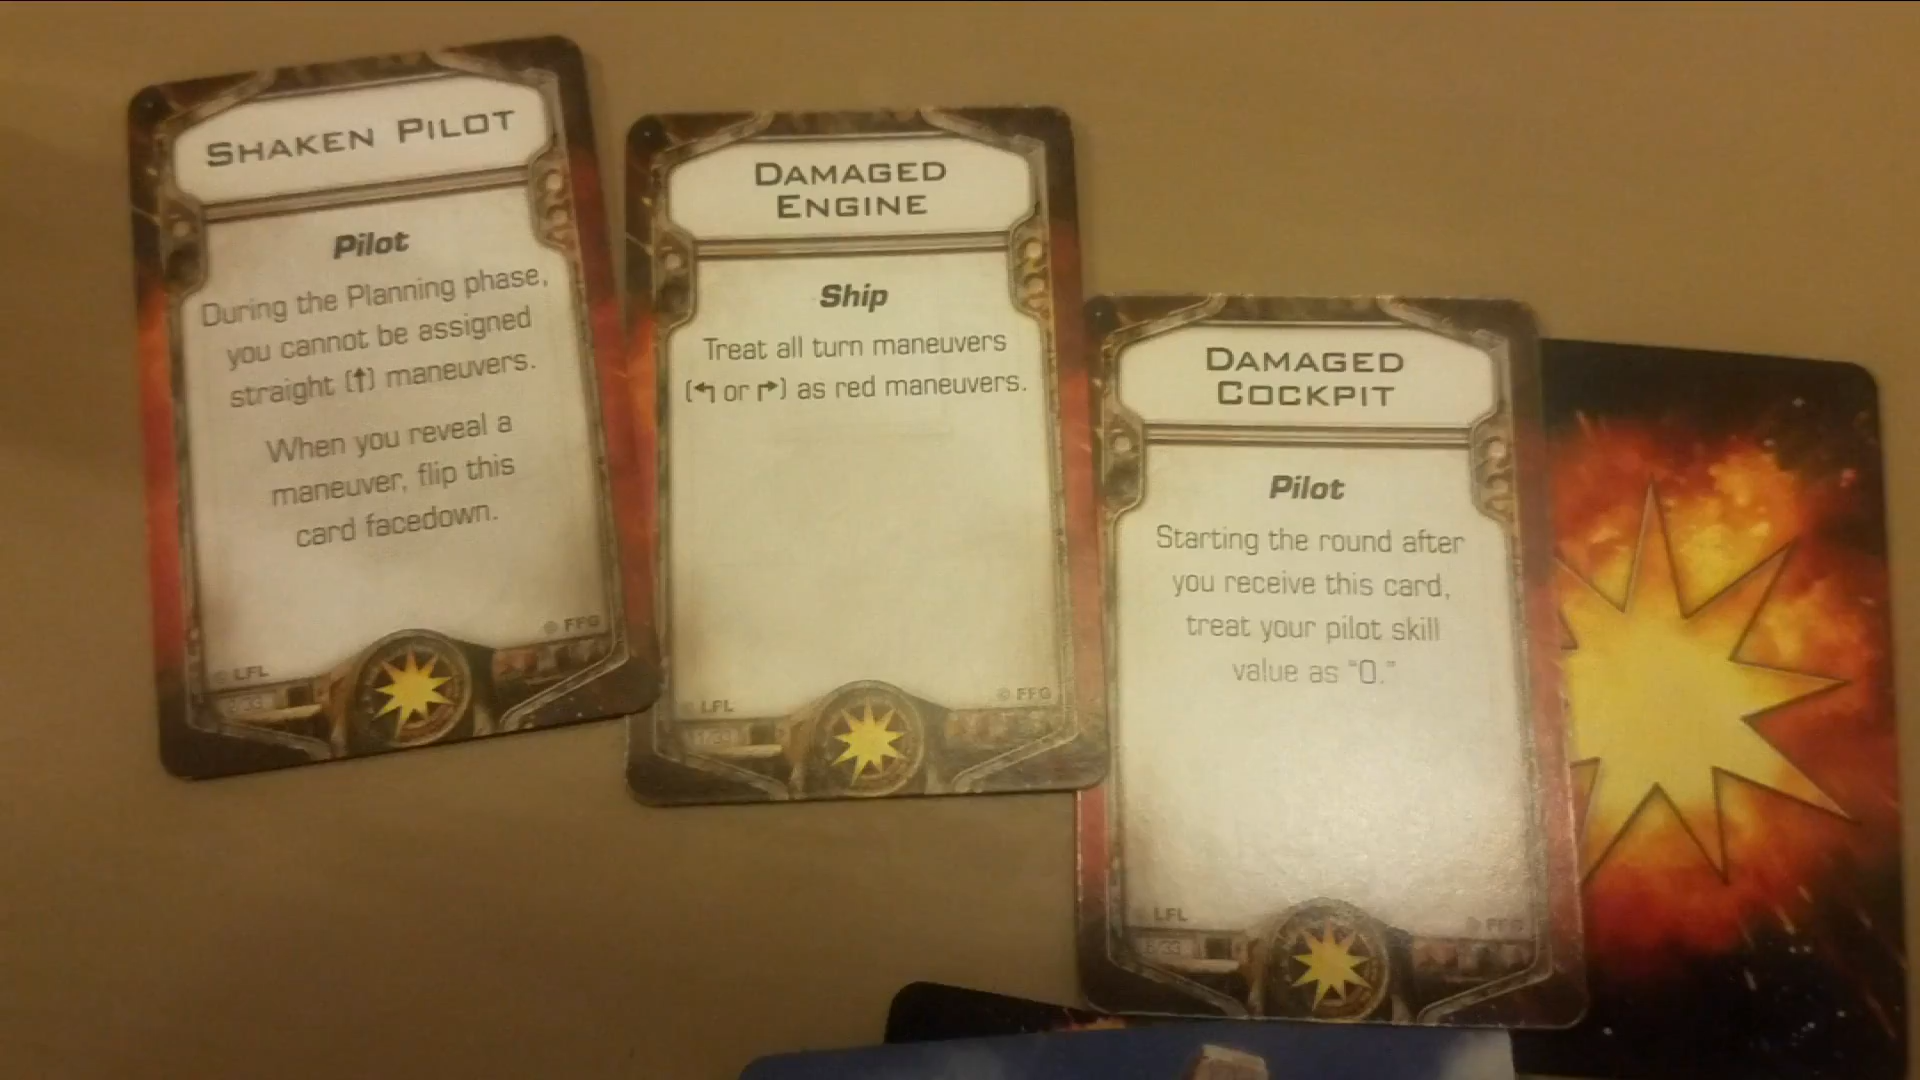 SHAKEN PILOT
Pilot
During the Planning phase,
you cannot be assigned
straight (↑) maneuvers.
When you reveal a
maneuver, flip this
card facedown.
© LFL
© FFG
DAMAGED
ENGINE
Ship
Treat all turn maneuvers
(↰ or ↱) as red maneuvers.
© LFL
© FFG
DAMAGED
COCKPIT
Pilot
Starting the round after
you receive this card,
treat your pilot skill
value as “0.”
LFL
© FFG